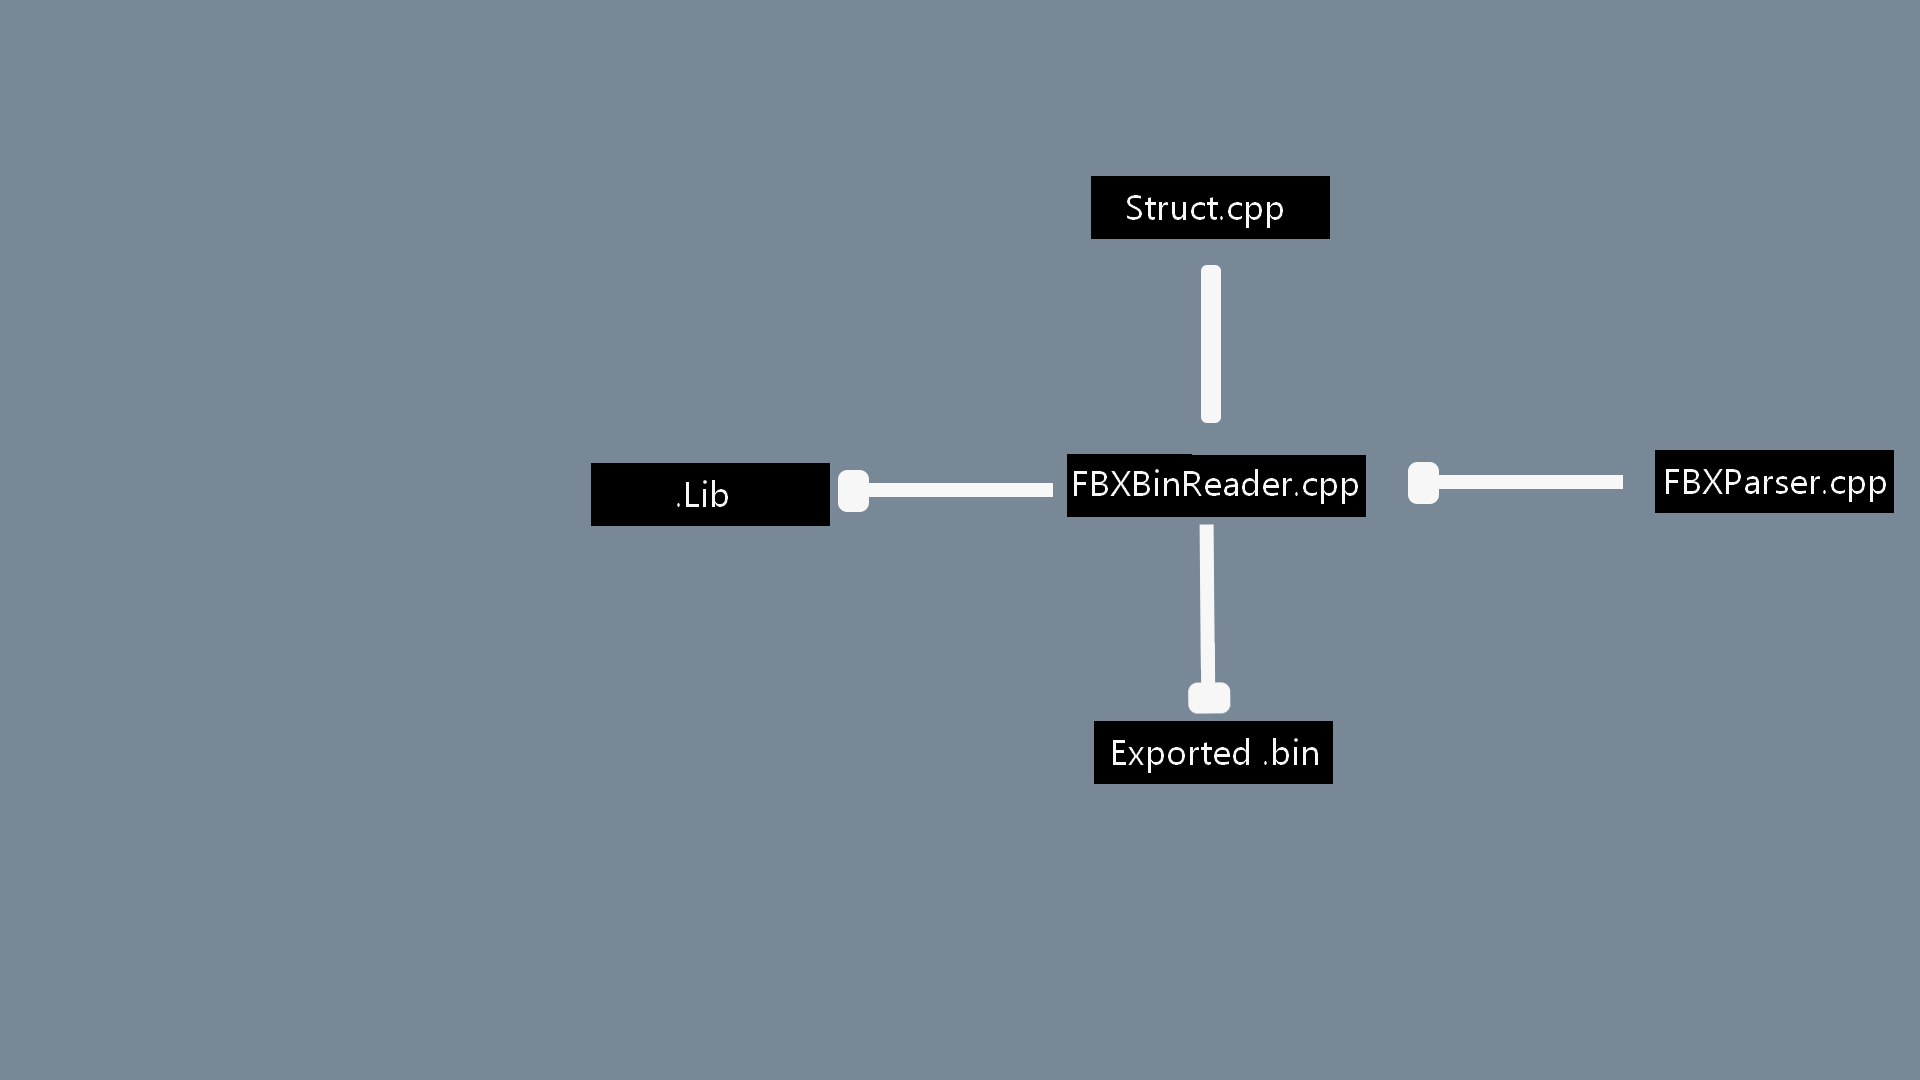 Struct.cpp
.Lib
FBXBinReader.cpp
FBXParser.cpp
Exported .bin